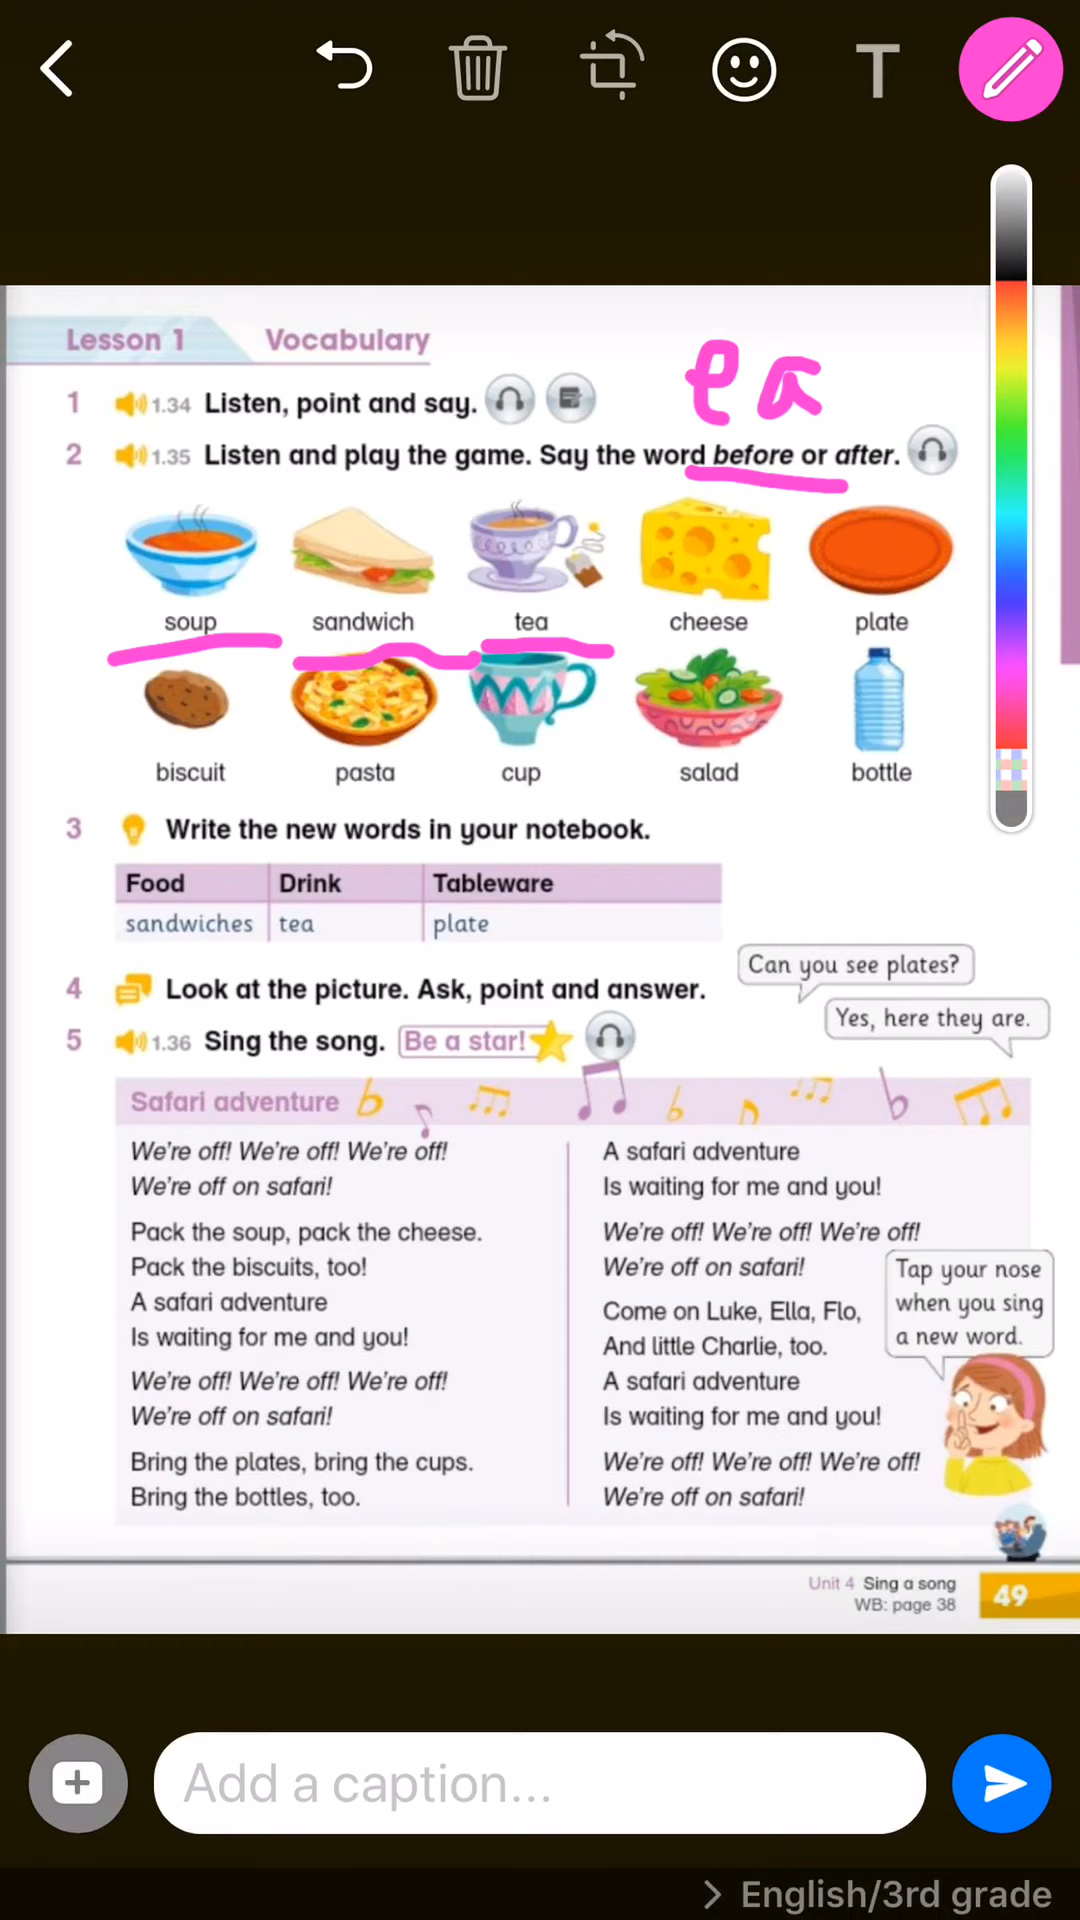 T
Lesson 1 Vocabulary
ea
1 1.34 Listen, point and say.
2 1.35 Listen and play the game. Say the word before or after.
soup sandwich tea cheese plate
biscuit pasta cup salad bottle
3 Write the new words in your notebook.
Food Drink Tableware
sandwiches tea plate
Can you see plates?
4 Look at the picture. Ask, point and answer.
Yes, here they are.
5 1.36 Sing the song. Be a star!
Safari adventure
We're off! We're off! We're off!
We're off on safari!
Pack the soup, pack the cheese.
Pack the biscuits, too!
A safari adventure
Is waiting for me and you!
We're off! We're off! We're off!
We're off on safari!
Bring the plates, bring the cups.
Bring the bottles, too.
A safari adventure
Is waiting for me and you!
We're off! We're off! We're off!
We're off on safari!
Come on Luke, Ella, Flo,
And little Charlie, too.
A safari adventure
Is waiting for me and you!
We're off! We're off! We're off!
We're off on safari!
Tap your nose
when you sing
a new word.
Unit 4 Sing a song
WB: page 38
49
Add a caption...
> English/3rd grade